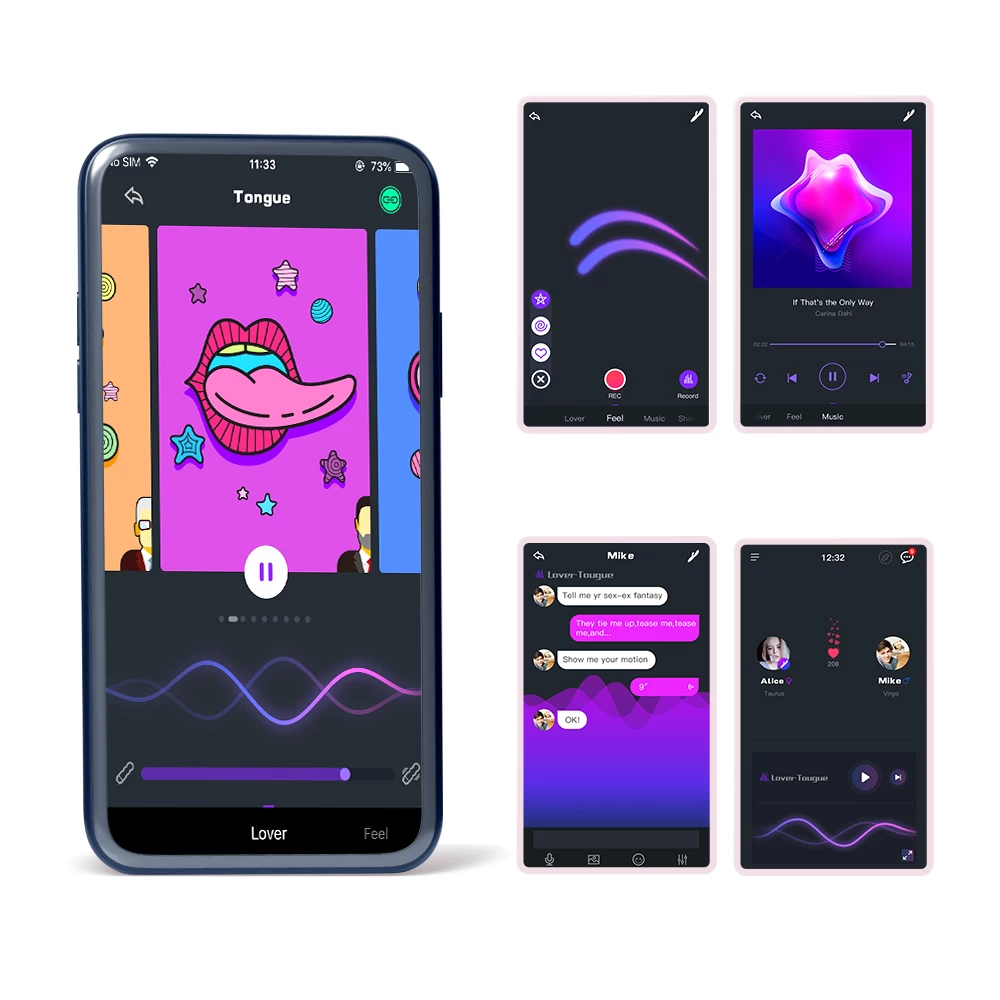 No SIM 11:33 73%
Tongue
Lover Feel
REC Record
Lover Feel Music
If That's the Only Way
Carina Dahl
02:32 04:15
Feel Music
Mike
Lover-Tougue
Tell me yr sex-ex fantasy
They tie me up,tease me,tease
me,and...
Show me your motion
9"
OK!
12:32
9
208
Alice Mike
Taurus Virgo
Lover-Tougue